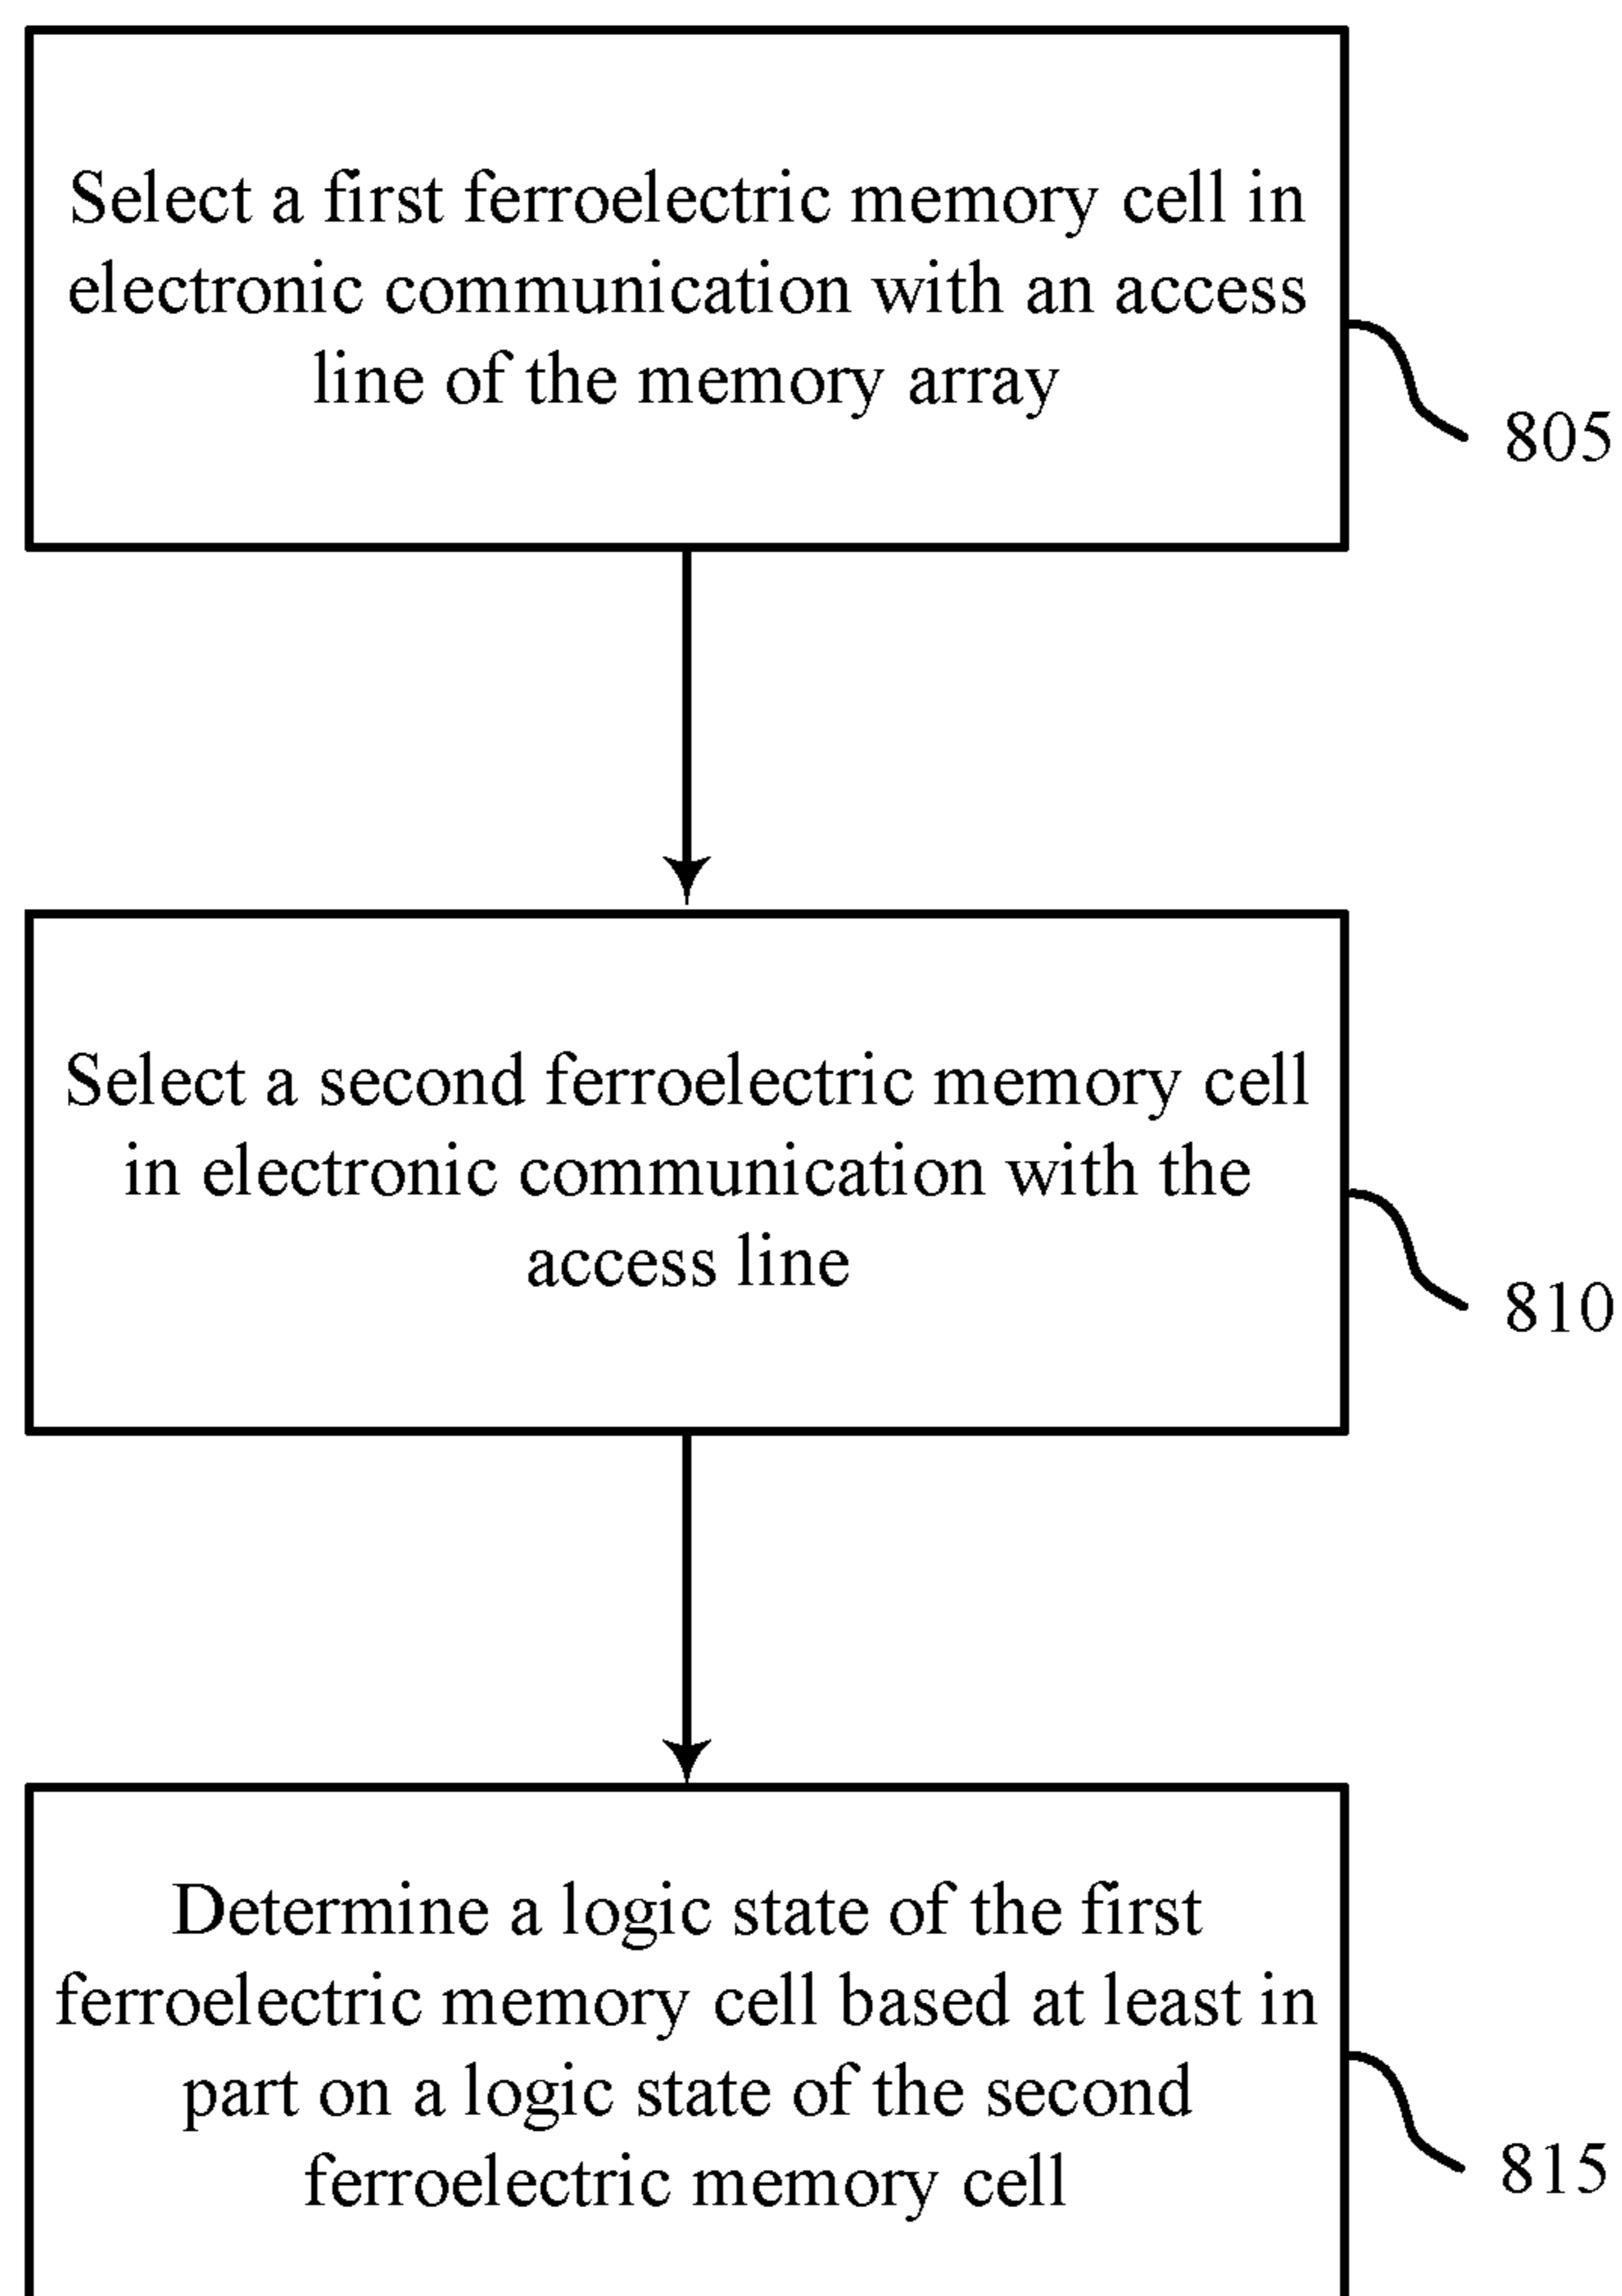 Select a first ferroelectric memory cell in
electronic communication with an access
line of the memory array
805
Select a second ferroelectric memory cell
in electronic communication with the
access line
810
Determine a logic state of the first
ferroelectric memory cell based at least in
part on a logic state of the second
ferroelectric memory cell
815